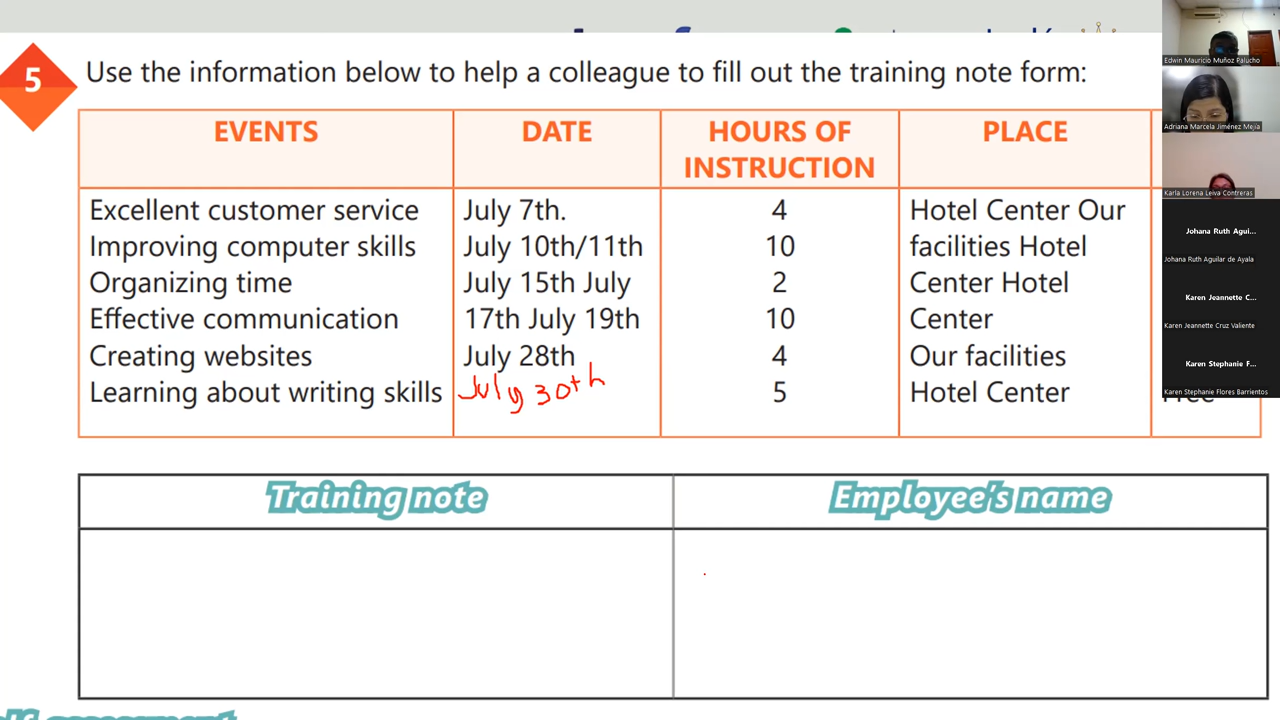 5
Use the information below to help a colleague to fill out the training note form:
EVENTS DATE HOURS OF INSTRUCTION PLACE
Excellent customer service July 7th. 4 Hotel Center Our
Improving computer skills July 10th/11th 10 facilities Hotel
Organizing time July 15th July 2 Center Hotel
Effective communication 17th July 19th 10 Center
Creating websites July 28th 4 Our facilities
Learning about writing skills July 30th 5 Hotel Center
Training note Employee's name
Edwin Mauricio Muñoz Palucho
Adriana Marcela Jiménez Mejía
Karla Lorena Leiva Contreras
Johana Ruth Agui...
Johana Ruth Aguilar de Ayala
Karen Jeannette C...
Karen Jeannette Cruz Valiente
Karen Stephanie F...
Karen Stephanie Flores Barrientos